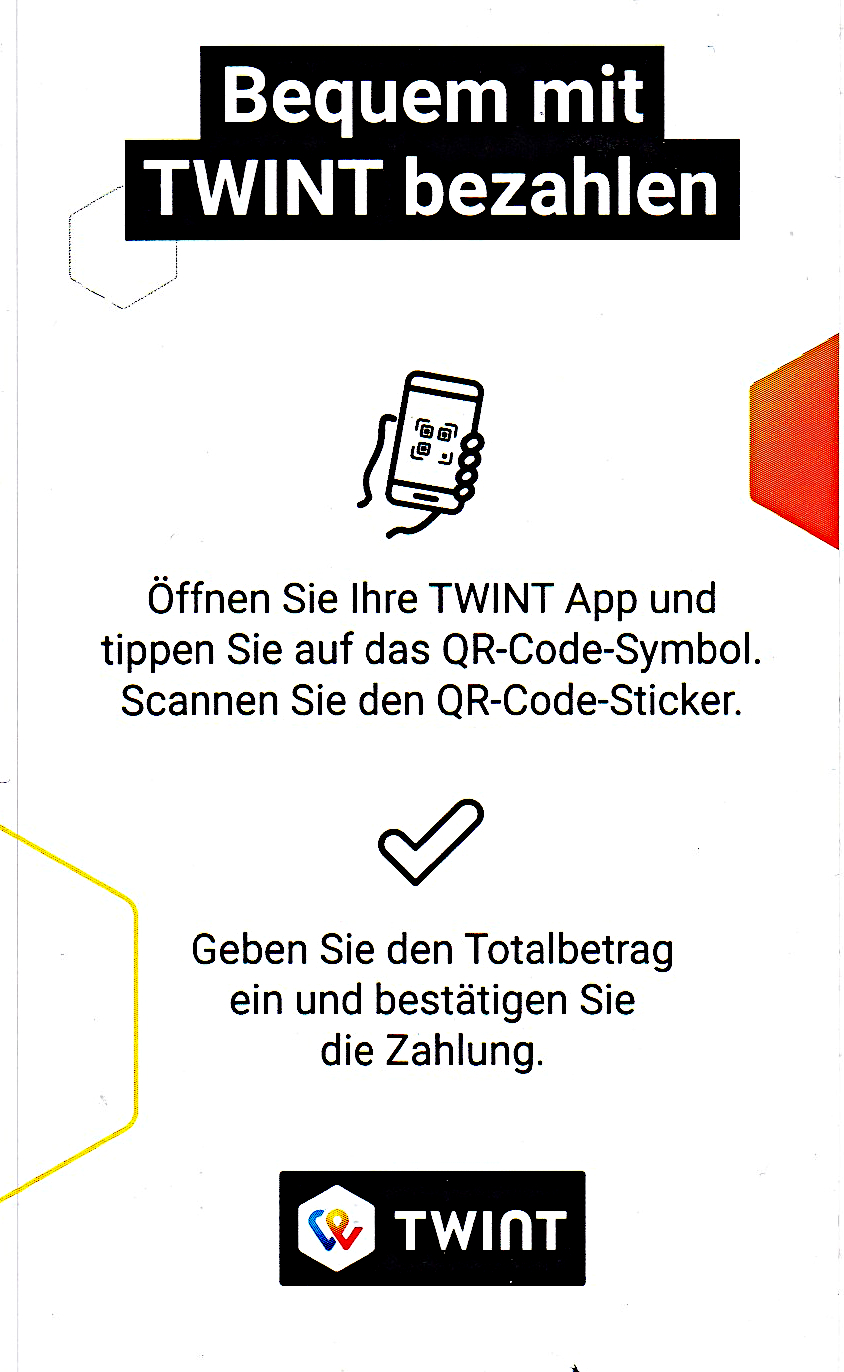 Bequem mit
TWINT bezahlen
Öffnen Sie Ihre TWINT App und
tippen Sie auf das QR-Code-Symbol.
Scannen Sie den QR-Code-Sticker.
Geben Sie den Totalbetrag
ein und bestätigen Sie
die Zahlung.
TWINT